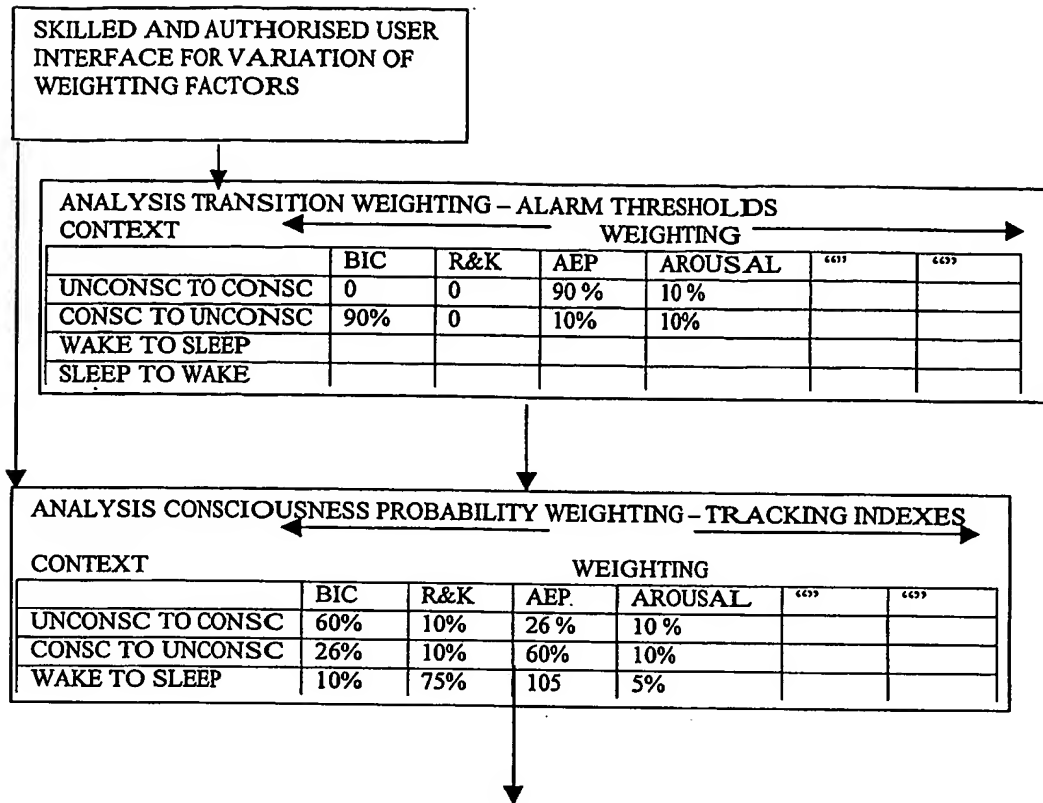 SKILLED AND AUTHORISED USER
INTERFACE FOR VARIATION OF
WEIGHTING FACTORS
ANALYSIS TRANSITION WEIGHTING – ALARM THRESHOLDS
CONTEXT WEIGHTING
BIC R&K AEP AROUSAL “” “”
UNCONSC TO CONSC 0 0 90 % 10 %
CONSC TO UNCONSC 90% 0 10% 10%
WAKE TO SLEEP
SLEEP TO WAKE
ANALYSIS CONSCIOUSNESS PROBABILITY WEIGHTING – TRACKING INDEXES
CONTEXT WEIGHTING
BIC R&K AEP. AROUSAL “” “”
UNCONSC TO CONSC 60% 10% 26 % 10 %
CONSC TO UNCONSC 26% 10% 60% 10%
WAKE TO SLEEP 10% 75% 105 5%